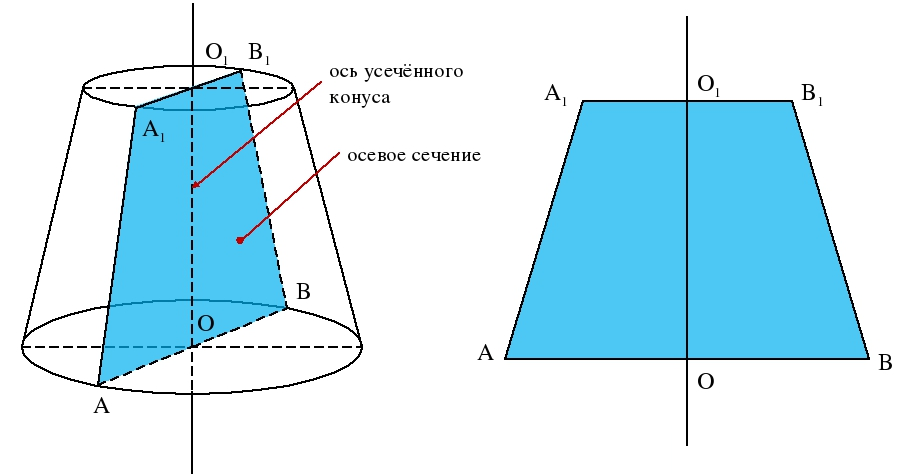 O₁ B₁
ось усечённого
конуса
A₁
осевое сечение
B
O
A
A₁ O₁ B₁
A B
O